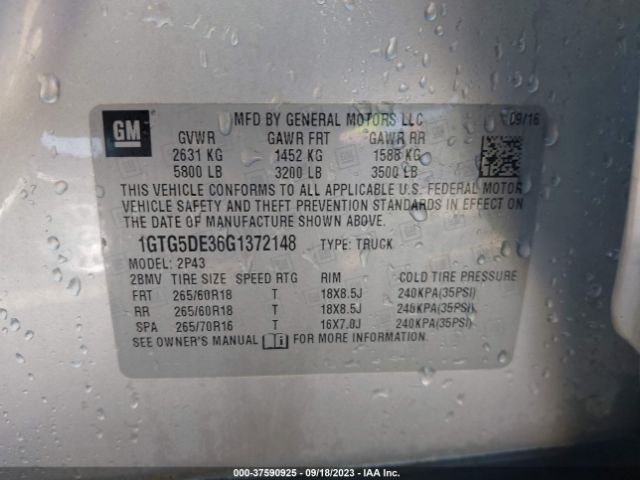 MFD BY GENERAL MOTORS LLC 09/16
GM
GVWR GAWR FRT GAWR RR
2631 KG 1452 KG 1588 KG
5800 LB 3200 LB 3500 LB
THIS VEHICLE CONFORMS TO ALL APPLICABLE U.S. FEDERAL MOTOR
VEHICLE SAFETY AND THEFT PREVENTION STANDARDS IN EFFECT ON
THE DATE OF MANUFACTURE SHOWN ABOVE.
1GTG5DE36G1372148 TYPE: TRUCK
MODEL: 2P43
2BMV TIRE SIZE SPEED RTG RIM COLD TIRE PRESSURE
FRT 265/60R18 T 18X8.5J 240KPA(35PSI)
RR 265/60R18 T 18X8.5J 240KPA(35PSI)
SPA 265/70R16 T 16X7.0J 240KPA(35PSI)
SEE OWNER'S MANUAL FOR MORE INFORMATION.
000-37590925 / 09/18/2023 - IAA Inc.